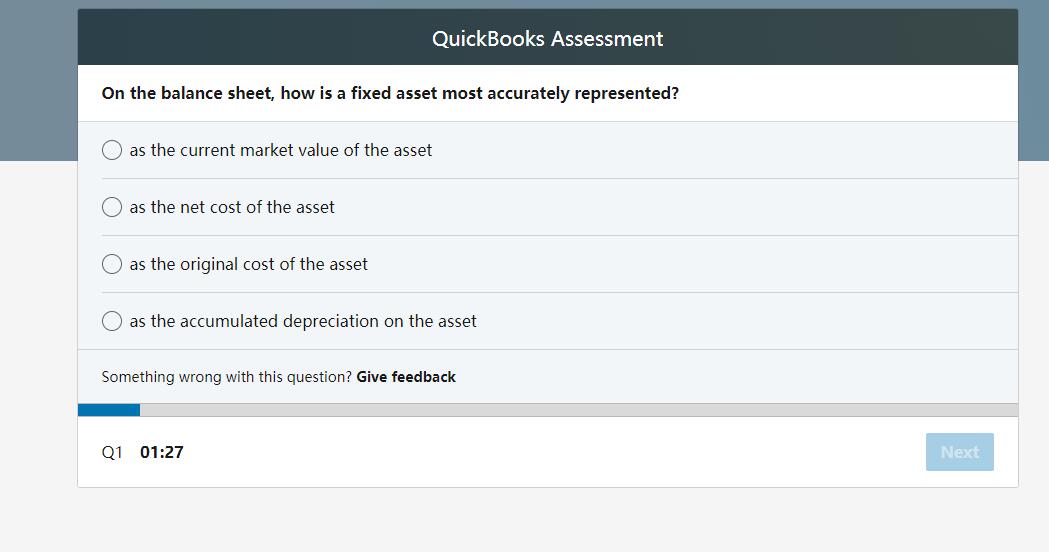 QuickBooks Assessment
On the balance sheet, how is a fixed asset most accurately represented?
as the current market value of the asset
as the net cost of the asset
as the original cost of the asset
as the accumulated depreciation on the asset
Something wrong with this question? Give feedback
Q1 01:27
Next